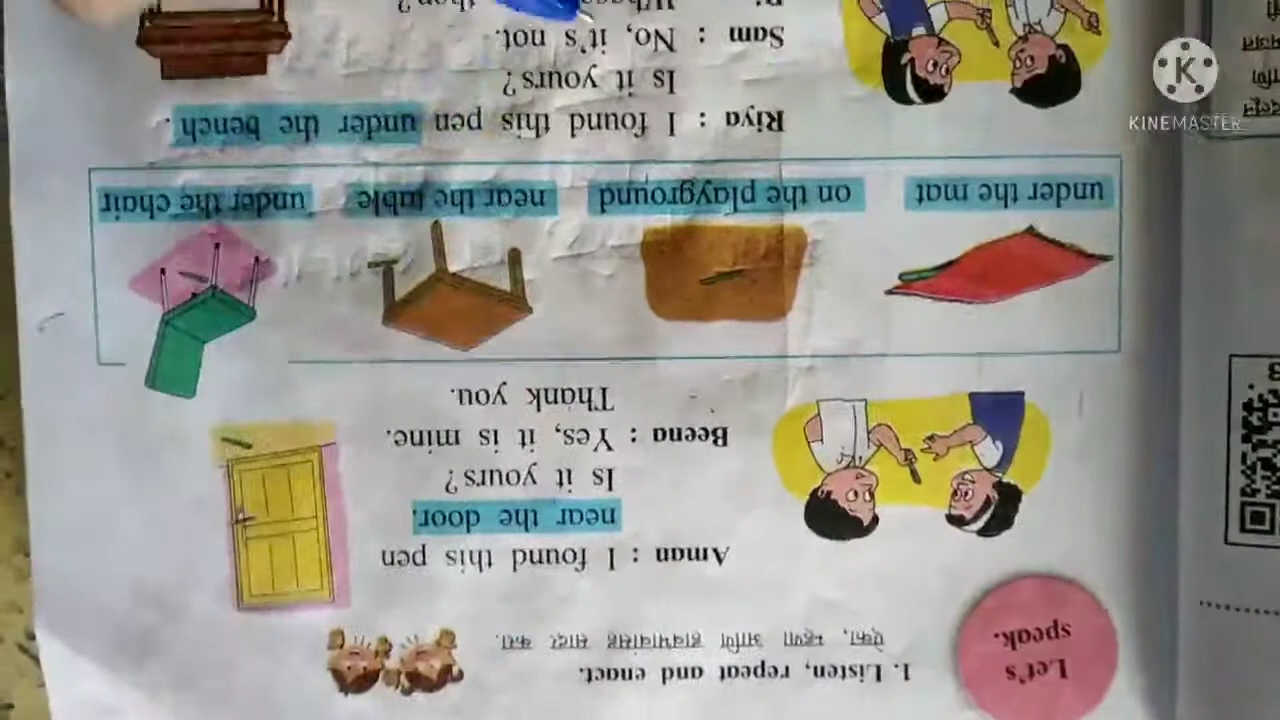 Let's
speak.
1. Listen, repeat and enact.
ऐका, म्हणा आणि हावभावांसह सादर करा.
Aman : I found this pen
near the door.
Is it yours?
Beena : Yes, it is mine.
Thank you.
under the mat
on the playground
near the table
under the chair
Riya : I found this pen under the bench.
Is it yours?
Sam : No, it's not.
KINEMASTER